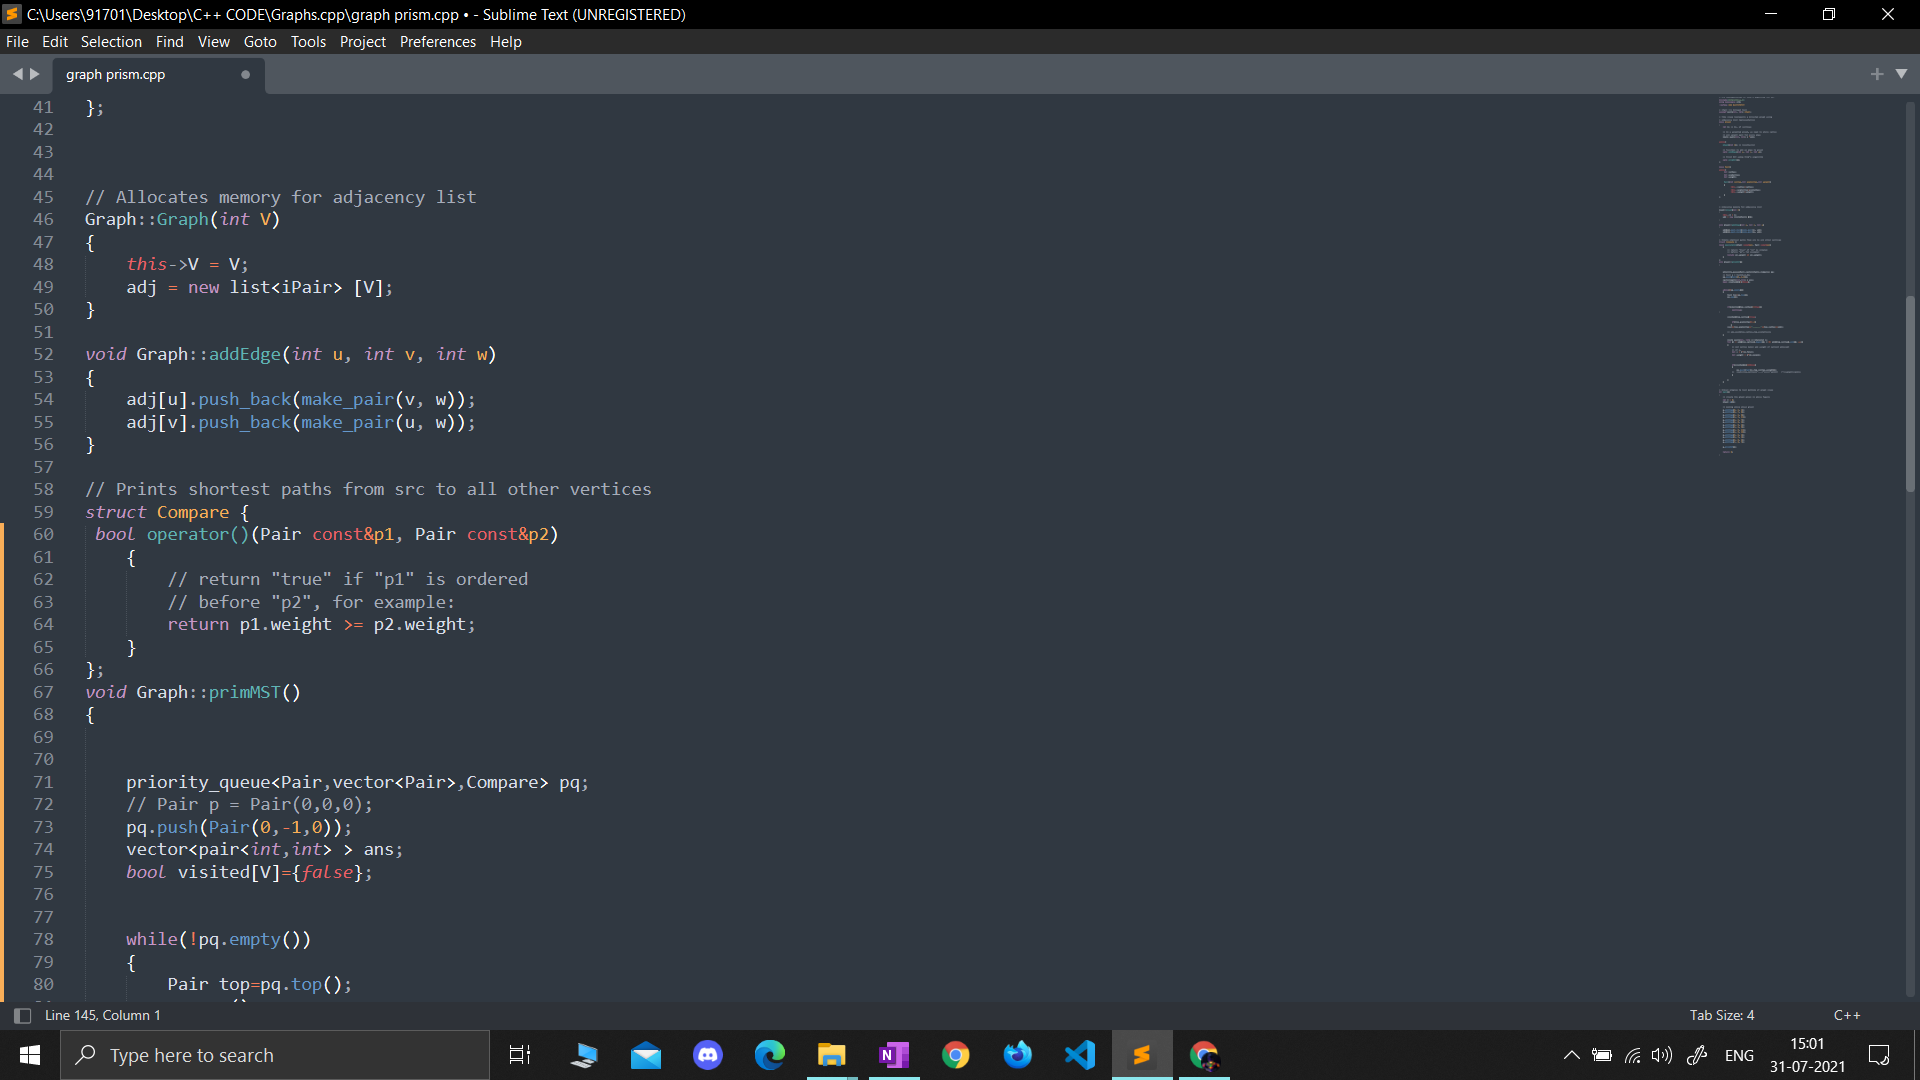 C:\Users\91701\Desktop\C++ CODE\Graphs.cpp\graph prism.cpp • - Sublime Text (UNREGISTERED)
File Edit Selection Find View Goto Tools Project Preferences Help
graph prism.cpp
41 };
42
43
44
45 // Allocates memory for adjacency list
46 Graph::Graph(int V)
47 {
48     this->V = V;
49     adj = new list<iPair> [V];
50 }
51
52 void Graph::addEdge(int u, int v, int w)
53 {
54     adj[u].push_back(make_pair(v, w));
55     adj[v].push_back(make_pair(u, w));
56 }
57
58 // Prints shortest paths from src to all other vertices
59 struct Compare {
60  bool operator()(Pair const&p1, Pair const&p2)
61     {
62         // return "true" if "p1" is ordered
63         // before "p2", for example:
64         return p1.weight >= p2.weight;
65     }
66 };
67 void Graph::primMST()
68 {
69
70
71     priority_queue<Pair,vector<Pair>,Compare> pq;
72     // Pair p = Pair(0,0,0);
73     pq.push(Pair(0,-1,0));
74     vector<pair<int,int> > ans;
75     bool visited[V]={false};
76
77
78     while(!pq.empty())
79     {
80         Pair top=pq.top();
Line 145, Column 1 Tab Size: 4 C++
Type here to search
ENG
15:01
31-07-2021